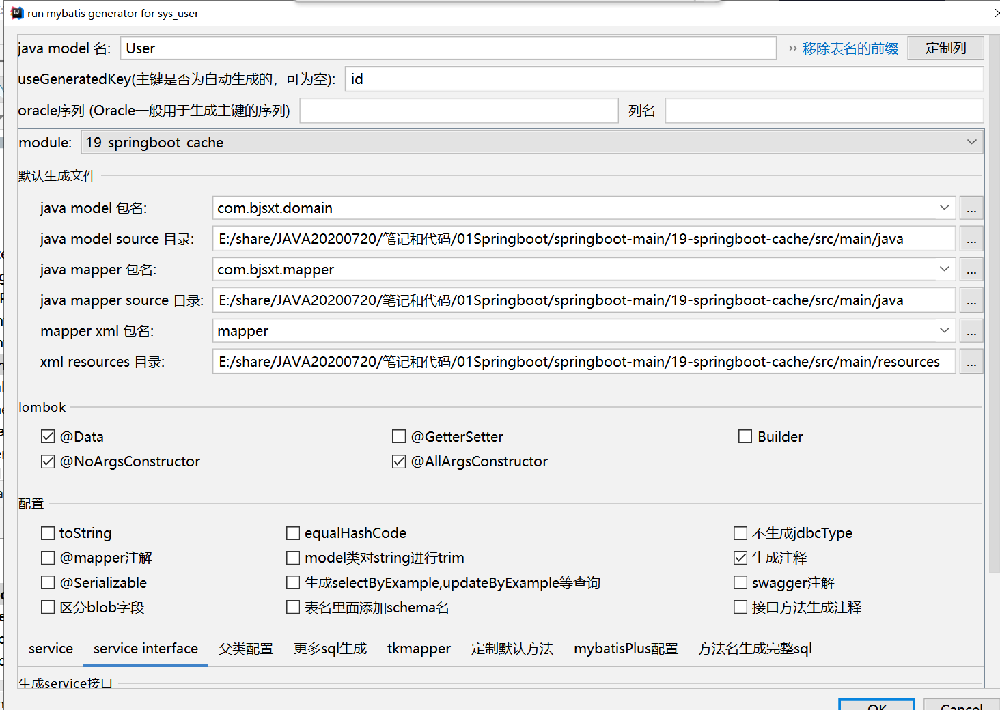 run mybatis generator for sys_user
java model 名: User >> 移除表名的前缀 定制列
useGeneratedKey(主键是否为自动生成的，可为空): id
oracle序列 (Oracle一般用于生成主键的序列) 列名
module: 19-springboot-cache
默认生成文件
java model 包名: com.bjsxt.domain ...
java model source 目录: E:/share/JAVA20200720/笔记和代码/01Springboot/springboot-main/19-springboot-cache/src/main/java ...
java mapper 包名: com.bjsxt.mapper ...
java mapper source 目录: E:/share/JAVA20200720/笔记和代码/01Springboot/springboot-main/19-springboot-cache/src/main/java ...
mapper xml 包名: mapper ...
xml resources 目录: E:/share/JAVA20200720/笔记和代码/01Springboot/springboot-main/19-springboot-cache/src/main/resources ...
lombok
@Data @GetterSetter Builder
@NoArgsConstructor @AllArgsConstructor
配置
toString equalHashCode 不生成jdbcType
@mapper注解 model类对string进行trim 生成注释
@Serializable 生成selectByExample,updateByExample等查询 swagger注解
区分blob字段 表名里面添加schema名 接口方法生成注释
service service interface 父类配置 更多sql生成 tkmapper 定制默认方法 mybatisPlus配置 方法名生成完整sql
生成service接口
OK Cancel